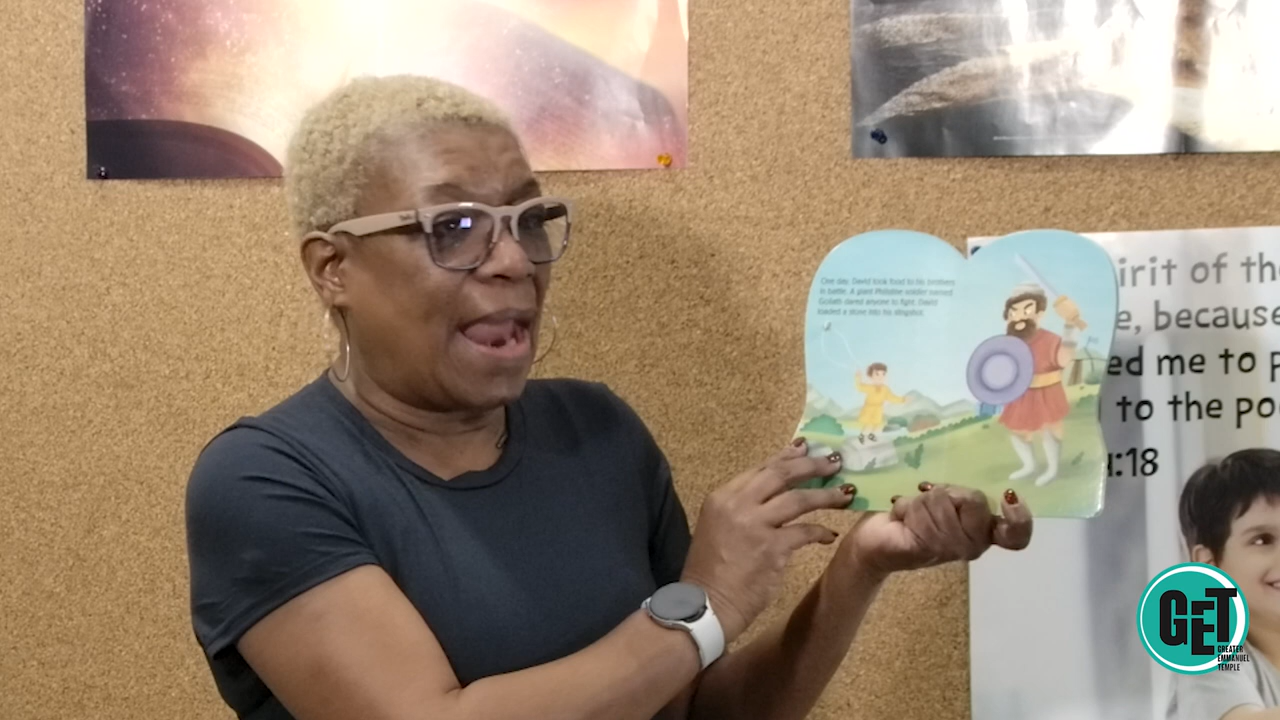 One day, David took food to his brothers
in battle. A giant Philistine soldier named
Goliath dared anyone to fight. David
loaded a stone into his slingshot.
irit of the
e, because
ed me to p
to the po
:18
GET
GREATER
EMMANUEL
TEMPLE